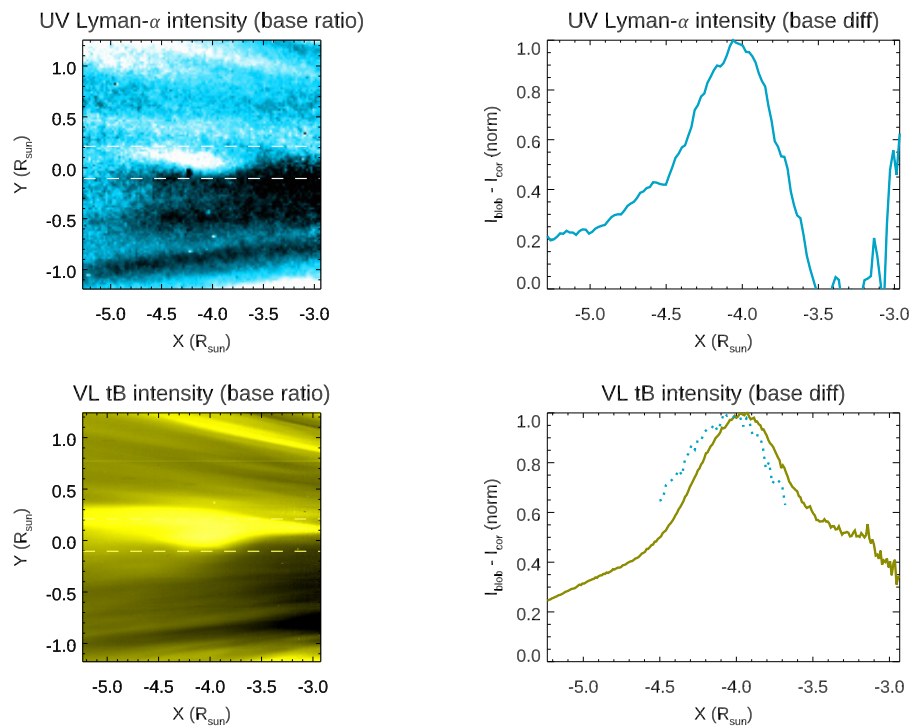 UV Lyman-α intensity (base ratio)
1.0
0.5
0.0
-0.5
-1.0
Y (Rsun)
-5.0 -4.5 -4.0 -3.5 -3.0
X (Rsun)
UV Lyman-α intensity (base diff)
1.0
0.8
0.6
0.4
0.2
0.0
Iblob - Icor (norm)
-5.0 -4.5 -4.0 -3.5 -3.0
X (Rsun)
VL tB intensity (base ratio)
1.0
0.5
0.0
-0.5
-1.0
Y (Rsun)
-5.0 -4.5 -4.0 -3.5 -3.0
X (Rsun)
VL tB intensity (base diff)
1.0
0.8
0.6
0.4
0.2
0.0
Iblob - Icor (norm)
-5.0 -4.5 -4.0 -3.5 -3.0
X (Rsun)